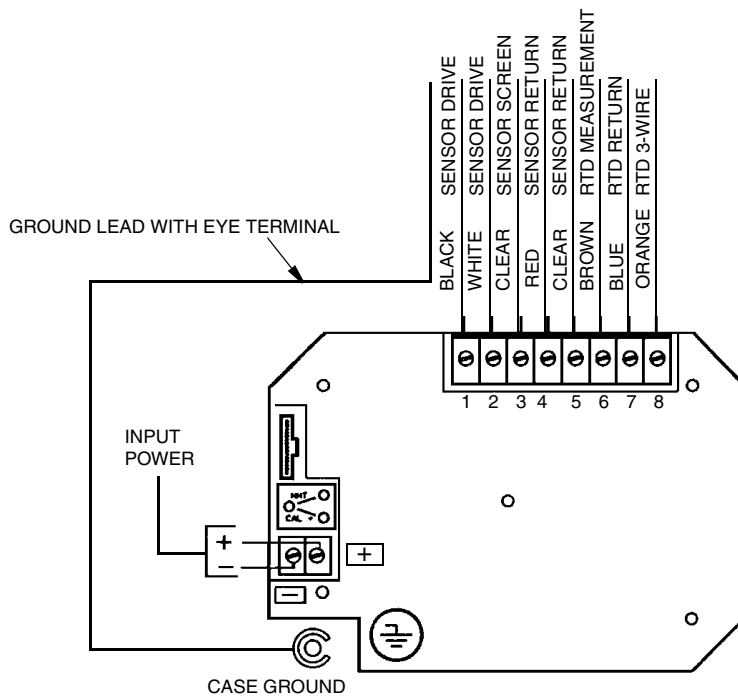 BLACK SENSOR DRIVE
WHITE SENSOR DRIVE
CLEAR SENSOR SCREEN
RED SENSOR RETURN
CLEAR SENSOR RETURN
BROWN RTD MEASUREMENT
BLUE RTD RETURN
ORANGE RTD 3-WIRE
GROUND LEAD WITH EYE TERMINAL
1 2 3 4 5 6 7 8
INPUT
POWER
HHT
CAL +
+
+
−
−
CASE GROUND